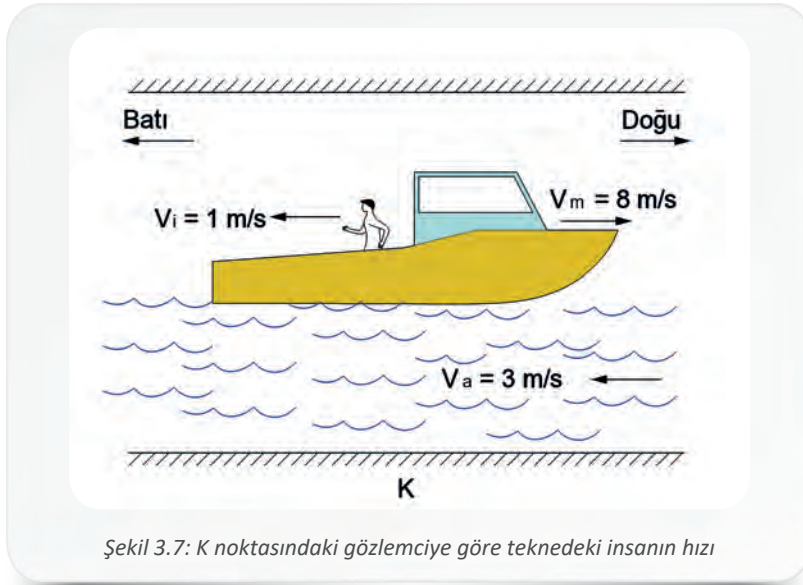 Batı
Doğu
Vi = 1 m/s
Vm = 8 m/s
Va = 3 m/s
K
Şekil 3.7: K noktasındaki gözlemciye göre teknedeki insanın hızı